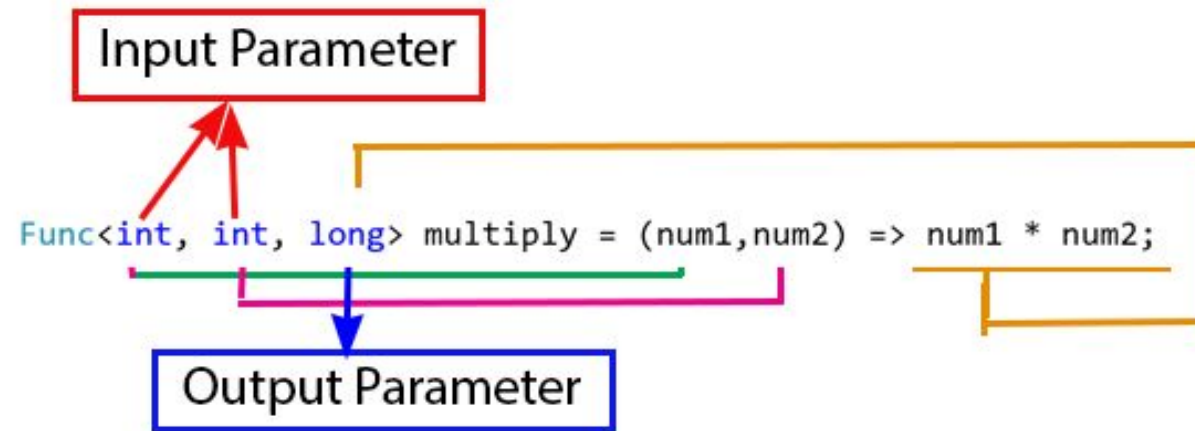 Input Parameter
Func<int, int, long> multiply = (num1,num2) => num1 * num2;
Output Parameter